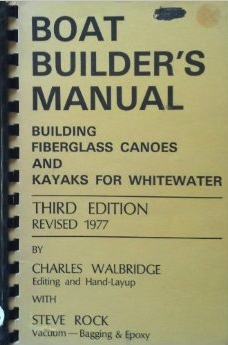 BOAT
BUILDER'S
MANUAL
BUILDING
FIBERGLASS CANOES
AND
KAYAKS FOR WHITEWATER
THIRD EDITION
REVISED 1977
BY
CHARLES WALBRIDGE
Editing and Hand-Layup
WITH
STEVE ROCK
Vacuum — Bagging & Epoxy